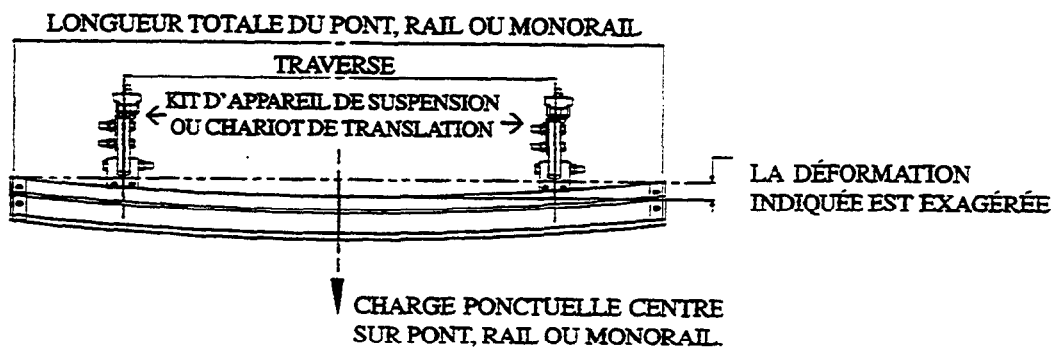 LONGUEUR TOTALE DU PONT, RAIL OU MONORAIL
TRAVERSE
KIT D'APPAREIL DE SUSPENSION
OU CHARIOT DE TRANSLATION
LA DÉFORMATION
INDIQUÉE EST EXAGÉRÉE
CHARGE PONCTUELLE CENTRE
SUR PONT, RAIL OU MONORAIL.